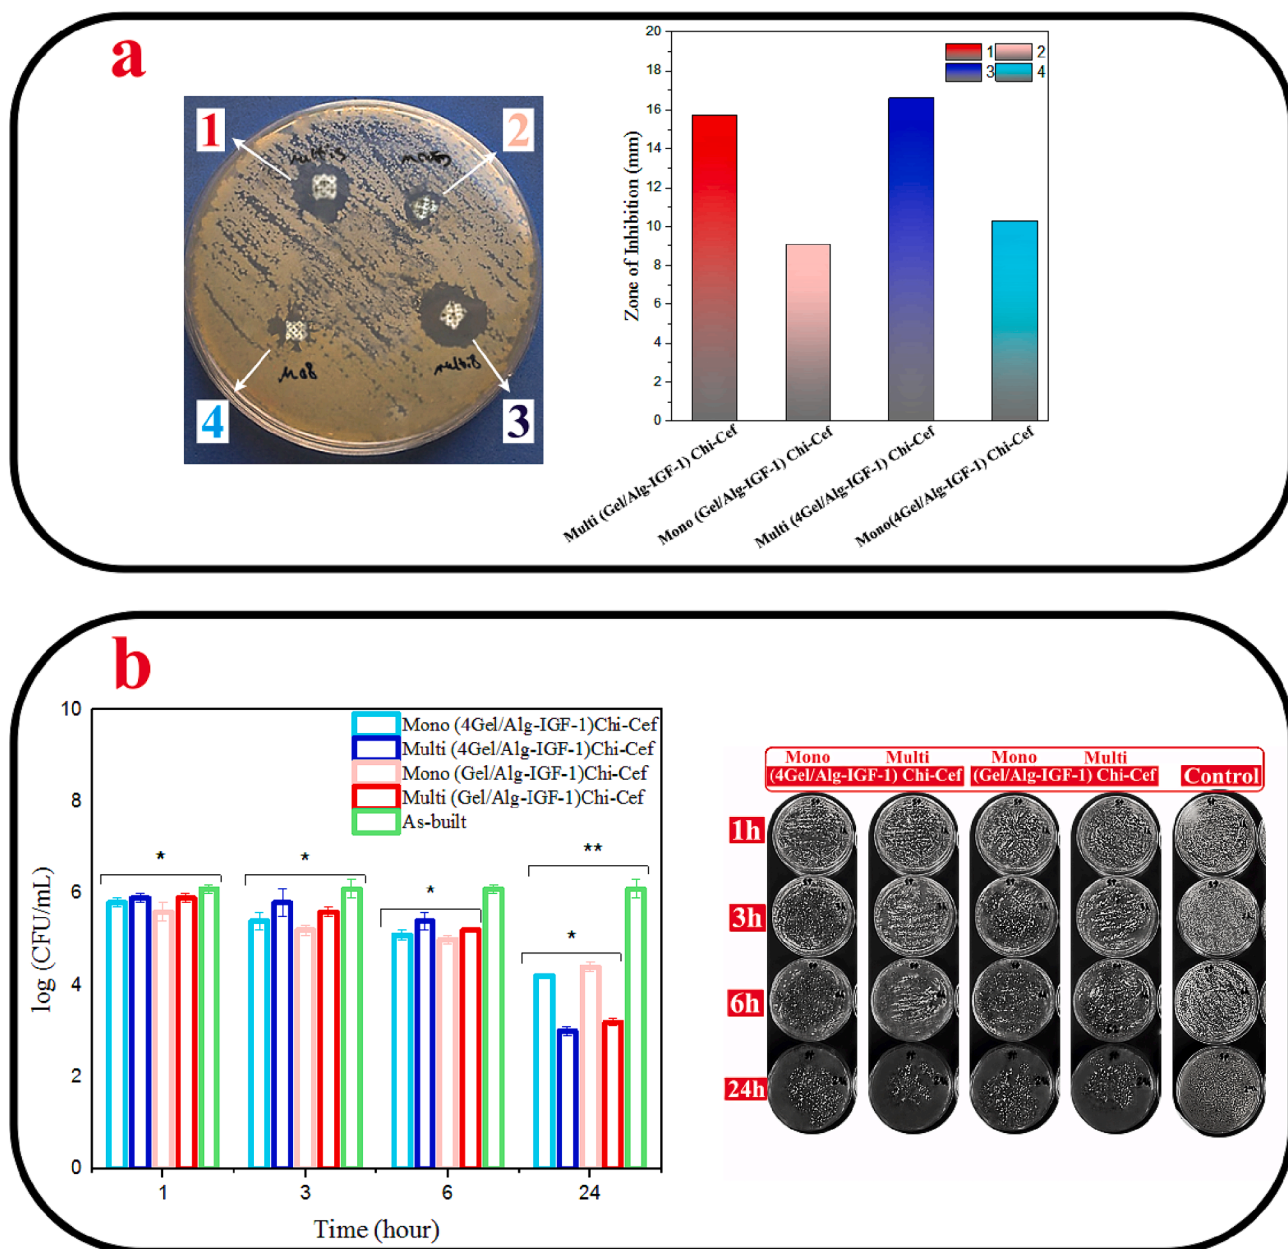 a
1
2
3
4
20
18
16
14
12
10
8
6
4
2
0
Zone of Inhibition (mm)
1 2
3 4
Multi (Gel/Alg-IGF-1) Chi-Cef
Mono (Gel/Alg-IGF-1) Chi-Cef
Multi (4Gel/Alg-IGF-1) Chi-Cef
Mono(4Gel/Alg-IGF-1) Chi-Cef
b
10
8
6
4
2
0
log (CFU/mL)
Mono (4Gel/Alg-IGF-1)Chi-Cef
Multi (4Gel/Alg-IGF-1)Chi-Cef
Mono (Gel/Alg-IGF-1)Chi-Cef
Multi (Gel/Alg-IGF-1)Chi-Cef
As-built
*
*
*
**
*
1 3 6 24
Time (hour)
Mono Multi Mono Multi
(4Gel/Alg-IGF-1) Chi-Cef (Gel/Alg-IGF-1) Chi-Cef Control
1h
3h
6h
24h